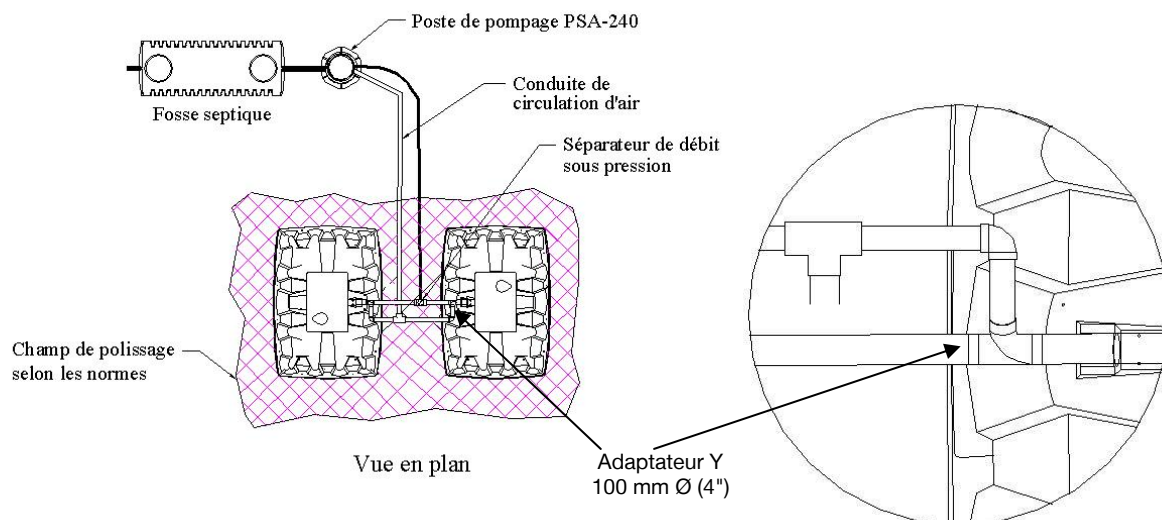 Poste de pompage PSA-240
Conduite de
circulation d'air
Fosse septique
Séparateur de débit
sous pression
Champ de polissage
selon les normes
Vue en plan
Adaptateur Y
100 mm Ø (4")